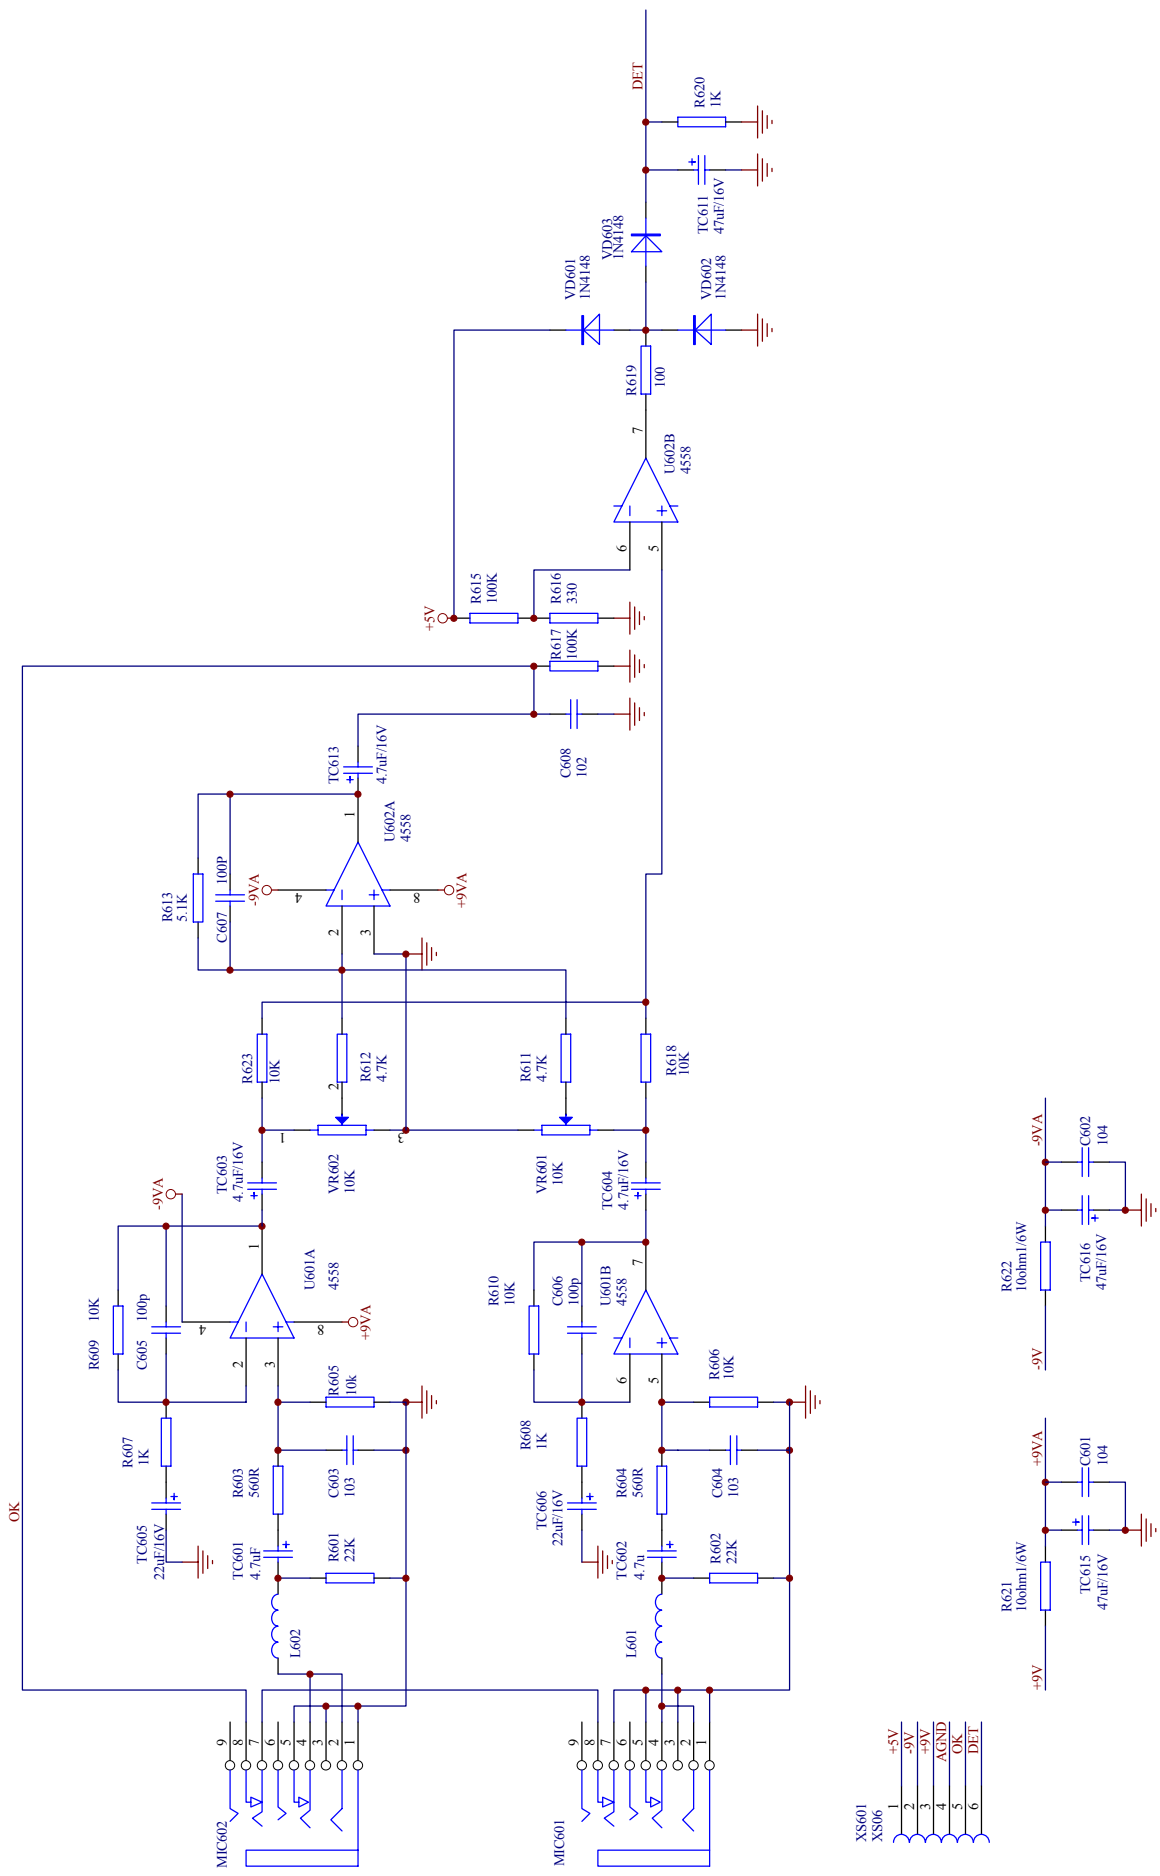 OK
MIC602
9
8
7
6
5
4
3
2
1
L602
R601
22K
TC601
4.7uF
R603
560R
C603
103
R605
10k
TC605
22uF/16V
R607
1K
R609
10K
C605
100p
2
3
4
8
1
-9VA
+9VA
U601A
4558
TC603
4.7uF/16V
R623
10K
1
2
3
VR602
10K
R612
4.7K
R611
4.7K
VR601
10K
R618
10K
TC604
4.7uF/16V
MIC601
9
8
7
6
5
4
3
2
1
L601
R602
22K
TC602
4.7u
R604
560R
C604
103
R606
10K
TC606
22uF/16V
R608
1K
R610
10K
C606
100p
6
5
7
U601B
4558
R613
5.1K
C607
100P
-9VA
4
2
3
8
1
+9VA
U602A
4558
TC613
4.7uF/16V
C608
102
R617
100K
+5V
R615
100K
R616
330
6
5
7
U602B
4558
R619
100
VD601
1N4148
VD602
1N4148
VD603
1N4148
TC611
47uF/16V
R620
1K
DET
XS601
XS06
1
2
3
4
5
6
+5V
-9V
+9V
AGND
OK
DET
+9V
R621
10ohm1/6W
TC615
47uF/16V
C601
104
+9VA
-9V
R622
10ohm1/6W
TC616
47uF/16V
C602
104
-9VA